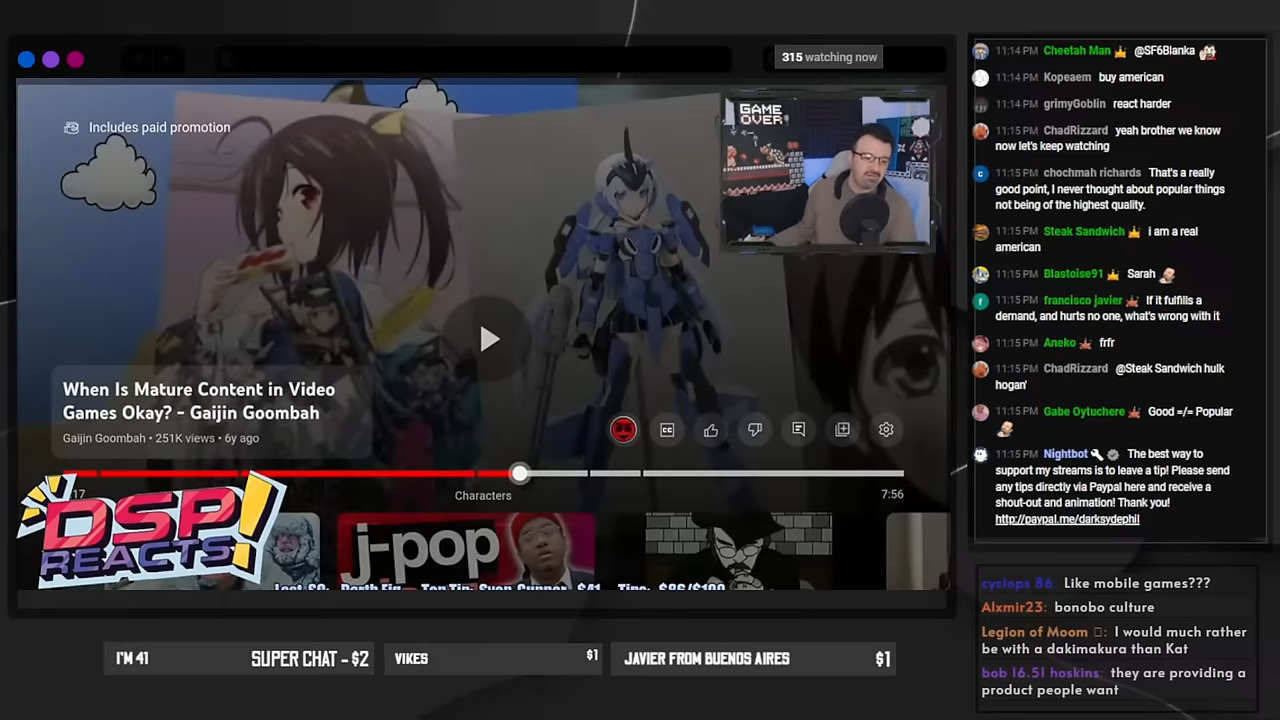 315 watching now
Includes paid promotion
GAME
OVER
When Is Mature Content in Video
Games Okay? - Gaijin Goombah
Gaijin Goombah • 251K views • 6y ago
17
Characters
7:56
DSP
REACTS!
j-pop
Top Tip:
$41
Tips: $86/$100
I'M 41
SUPER CHAT - $2
VIKES
$1
JAVIER FROM BUENOS AIRES
$1
11:14 PM Cheetah Man @SF6Blanka
11:14 PM Kopeaem buy american
11:14 PM grimyGoblin react harder
11:15 PM ChadRizzard yeah brother we know
now let's keep watching
11:15 PM chochmah richards That's a really
good point, I never thought about popular things
not being of the highest quality.
11:15 PM Steak Sandwich i am a real
american
11:15 PM Blastoise91 Sarah
11:15 PM francisco javier If it fulfills a
demand, and hurts no one, what's wrong with it
11:15 PM Aneko frfr
11:15 PM ChadRizzard @Steak Sandwich hulk
hogan'
11:15 PM Gabe Oytuchere Good =/= Popular
11:15 PM Nightbot The best way to
support my streams is to leave a tip! Please send
any tips directly via Paypal here and receive a
shout-out and animation! Thank you!
http://paypal.me/darksydephil
cyclops 86 Like mobile games???
Alxmir23: bonobo culture
Legion of Moom : I would much rather
be with a dakimakura than Kat
bob 16.51 hoskins: they are providing a
product people want